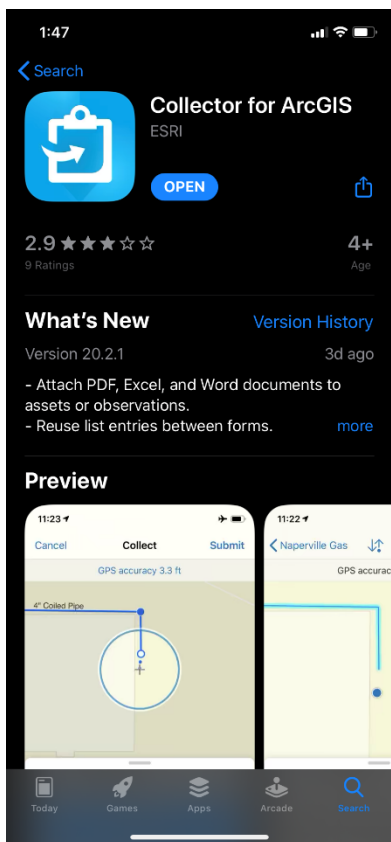 1:47
Search
Collector for ArcGIS
ESRI
OPEN
2.9
4+
9 Ratings
Age
What's New
Version History
Version 20.2.1
3d ago
- Attach PDF, Excel, and Word documents to
assets or observations.
- Reuse list entries between forms.
more
Preview
11:23
Cancel
Collect
Submit
GPS accuracy 3.3 ft
4" Coiled Pipe
11:22
Naperville Gas
GPS accurac
Today
Games
Apps
Arcade
Search